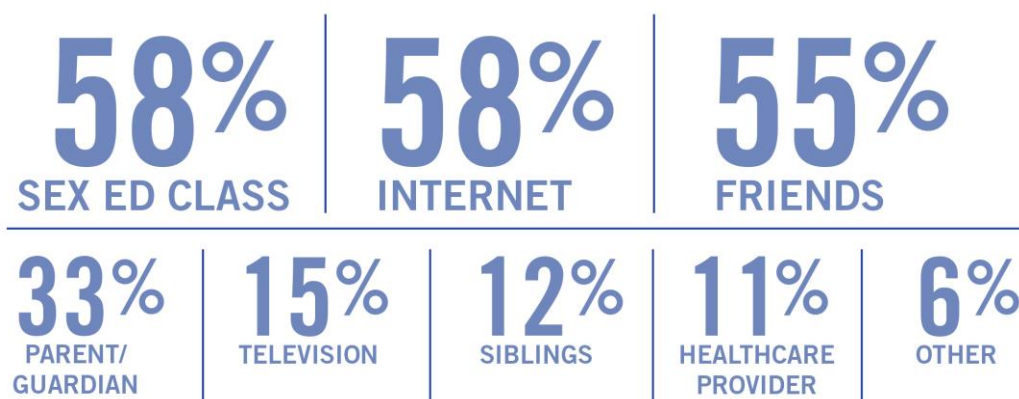 58% 58% 55%
SEX ED CLASS INTERNET FRIENDS
33% 15% 12% 11% 6%
PARENT/ TELEVISION SIBLINGS HEALTHCARE OTHER
GUARDIAN PROVIDER